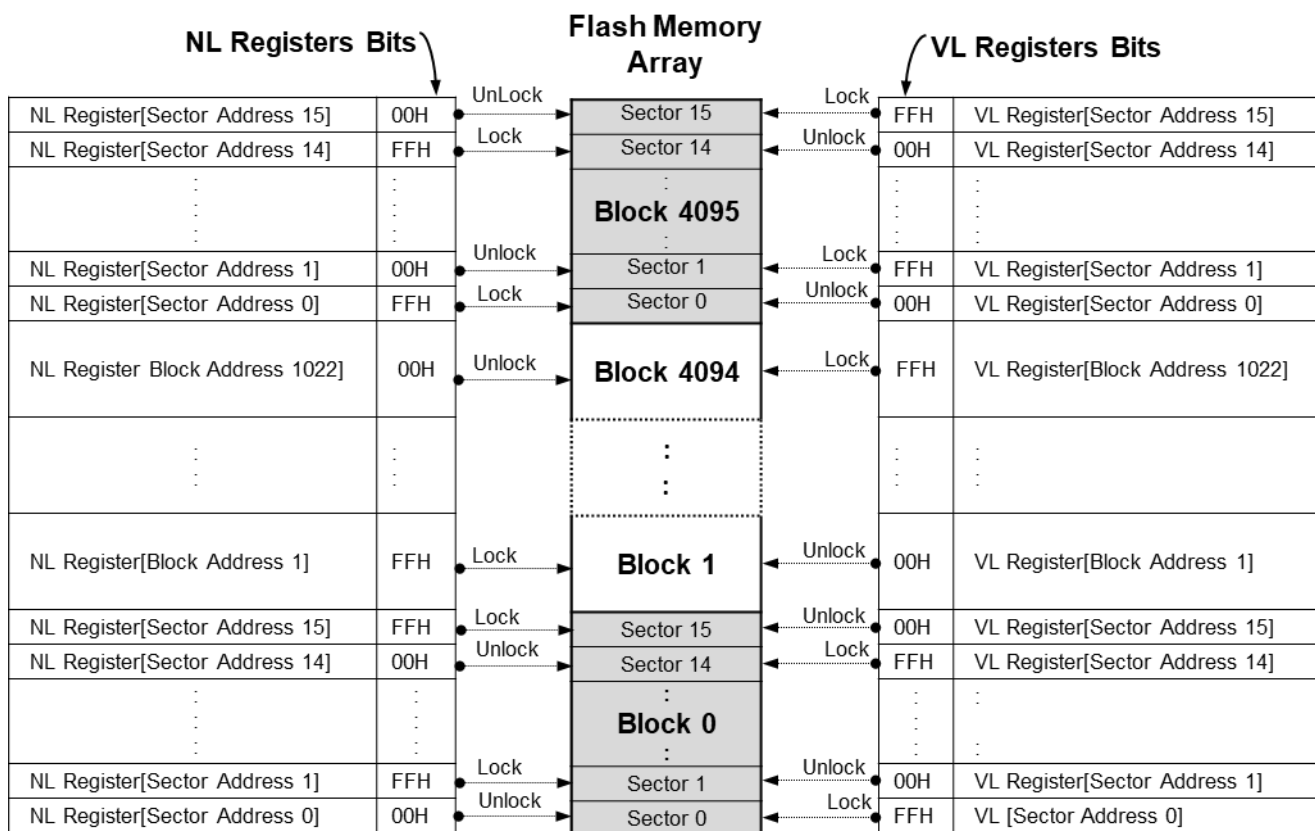 NL Registers Bits
Flash Memory
Array
VL Registers Bits
NL Register[Sector Address 15] 00H UnLock Sector 15 Lock FFH VL Register[Sector Address 15]
NL Register[Sector Address 14] FFH Lock Sector 14 Unlock 00H VL Register[Sector Address 14]
Block 4095
NL Register[Sector Address 1] 00H Unlock Sector 1 Lock FFH VL Register[Sector Address 1]
NL Register[Sector Address 0] FFH Lock Sector 0 Unlock 00H VL Register[Sector Address 0]
NL Register Block Address 1022] 00H Unlock Block 4094 Lock FFH VL Register[Block Address 1022]
NL Register[Block Address 1] FFH Lock Block 1 Unlock 00H VL Register[Block Address 1]
NL Register[Sector Address 15] FFH Lock Sector 15 Unlock 00H VL Register[Sector Address 15]
NL Register[Sector Address 14] 00H Unlock Sector 14 Lock FFH VL Register[Sector Address 14]
Block 0
NL Register[Sector Address 1] FFH Lock Sector 1 Unlock 00H VL Register[Sector Address 1]
NL Register[Sector Address 0] 00H Unlock Sector 0 Lock FFH VL [Sector Address 0]